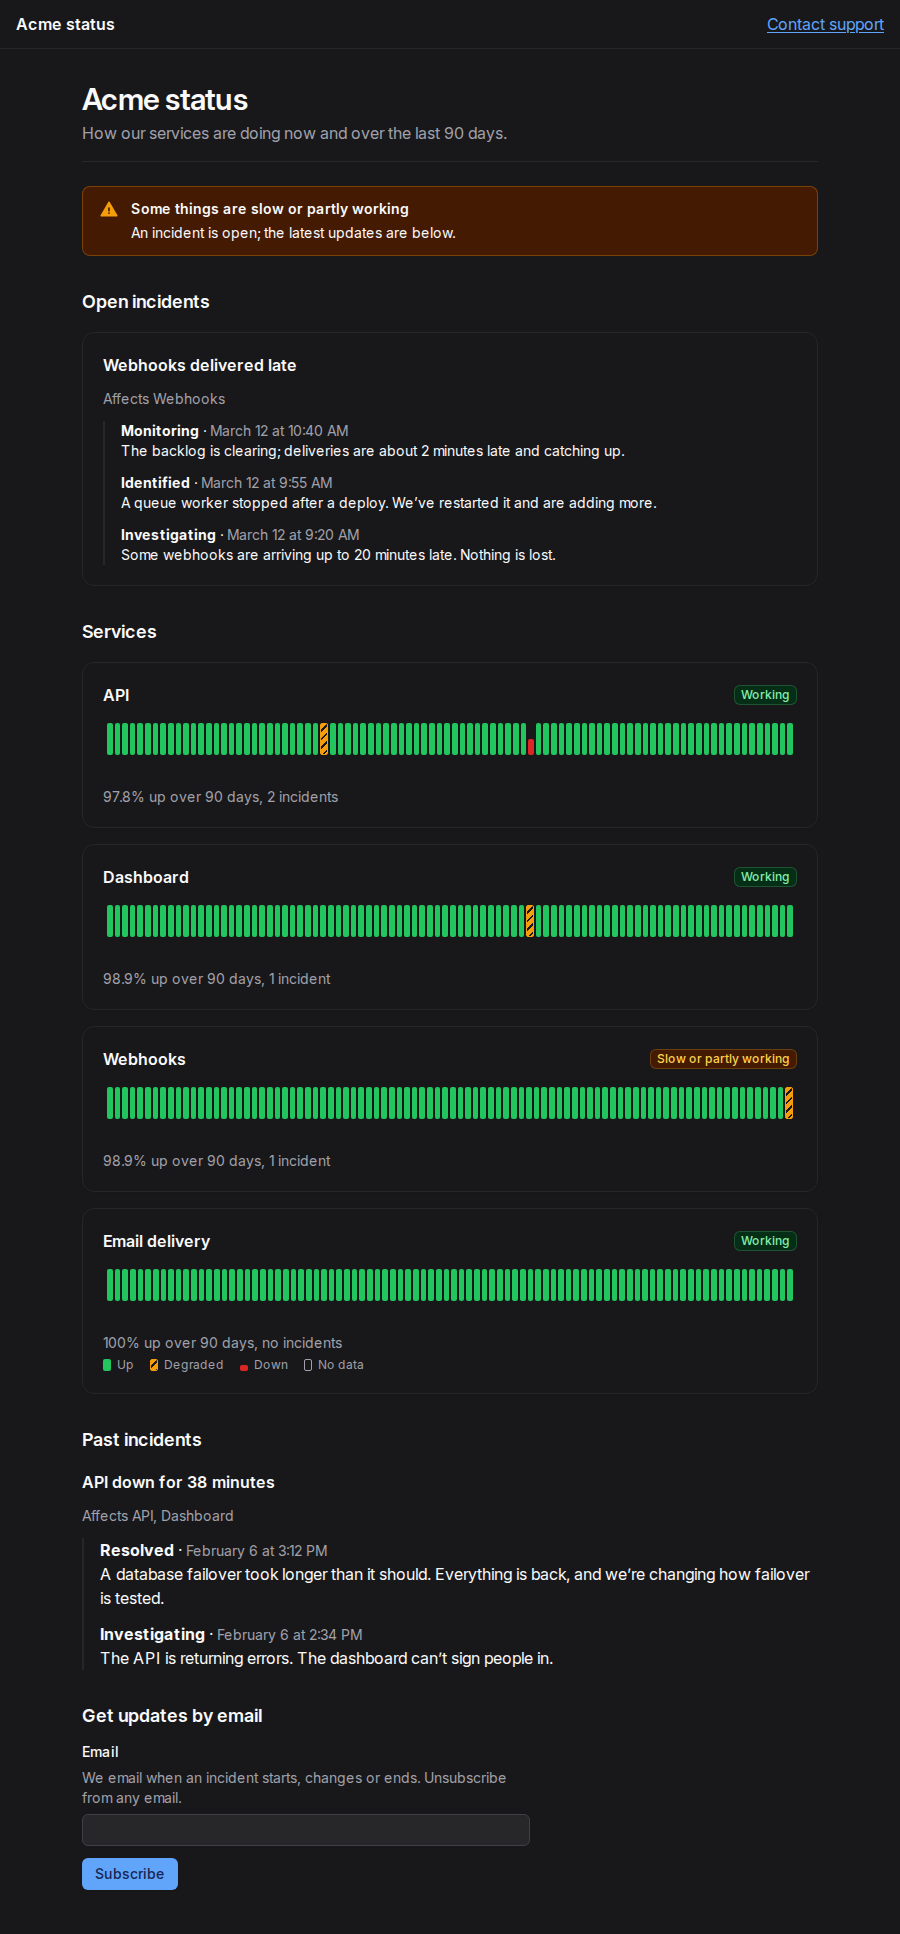 Acme status
Contact support
Acme status
How our services are doing now and over the last 90 days.
Some things are slow or partly working
An incident is open; the latest updates are below.
Open incidents
Webhooks delivered late
Affects Webhooks
Monitoring · March 12 at 10:40 AM
The backlog is clearing; deliveries are about 2 minutes late and catching up.
Identified · March 12 at 9:55 AM
A queue worker stopped after a deploy. We’ve restarted it and are adding more.
Investigating · March 12 at 9:20 AM
Some webhooks are arriving up to 20 minutes late. Nothing is lost.
Services
API
Working
97.8% up over 90 days, 2 incidents
Dashboard
Working
98.9% up over 90 days, 1 incident
Webhooks
Slow or partly working
98.9% up over 90 days, 1 incident
Email delivery
Working
100% up over 90 days, no incidents
Up Degraded Down No data
Past incidents
API down for 38 minutes
Affects API, Dashboard
Resolved · February 6 at 3:12 PM
A database failover took longer than it should. Everything is back, and we’re changing how failover
is tested.
Investigating · February 6 at 2:34 PM
The API is returning errors. The dashboard can’t sign people in.
Get updates by email
Email
We email when an incident starts, changes or ends. Unsubscribe
from any email.
Subscribe